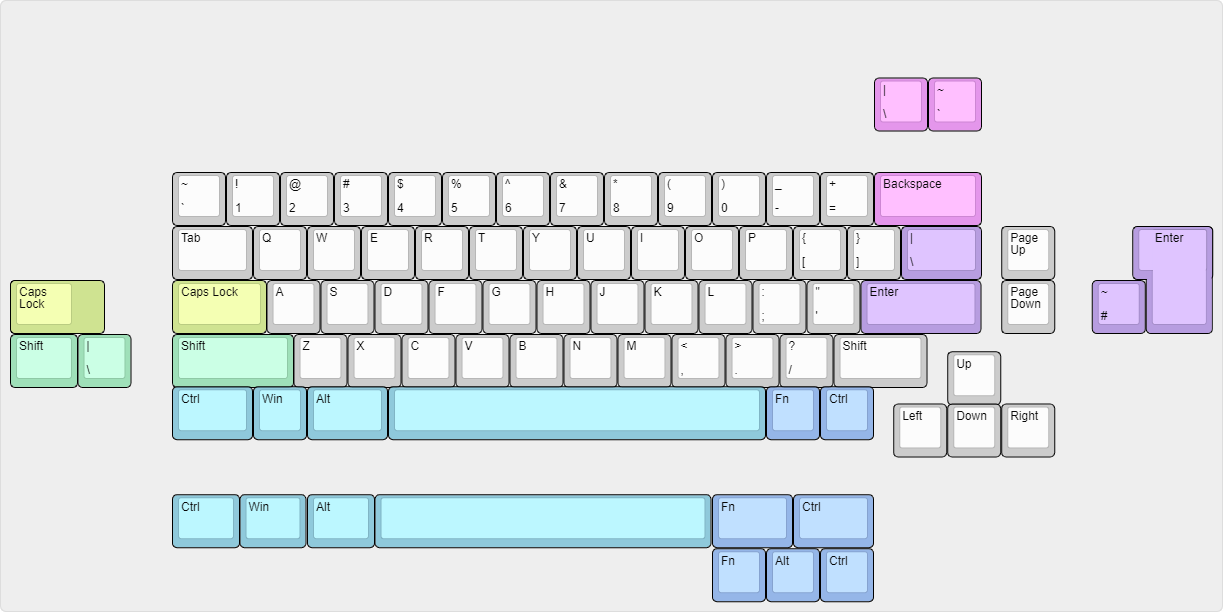 | ~
\ `
~ ! @ # $ % ^ & * ( ) _ + Backspace
` 1 2 3 4 5 6 7 8 9 0 - =
Tab Q W E R T Y U I O P { } | Page Enter
[ ] \ Up
Caps Caps Lock A S D F G H J K L : " Enter Page ~
Lock ; ' Down #
Shift | Shift Z X C V B N M < > ? Shift
\ , . / Up
Ctrl Win Alt Fn Ctrl
Left Down Right
Ctrl Win Alt Fn Ctrl
Fn Alt Ctrl